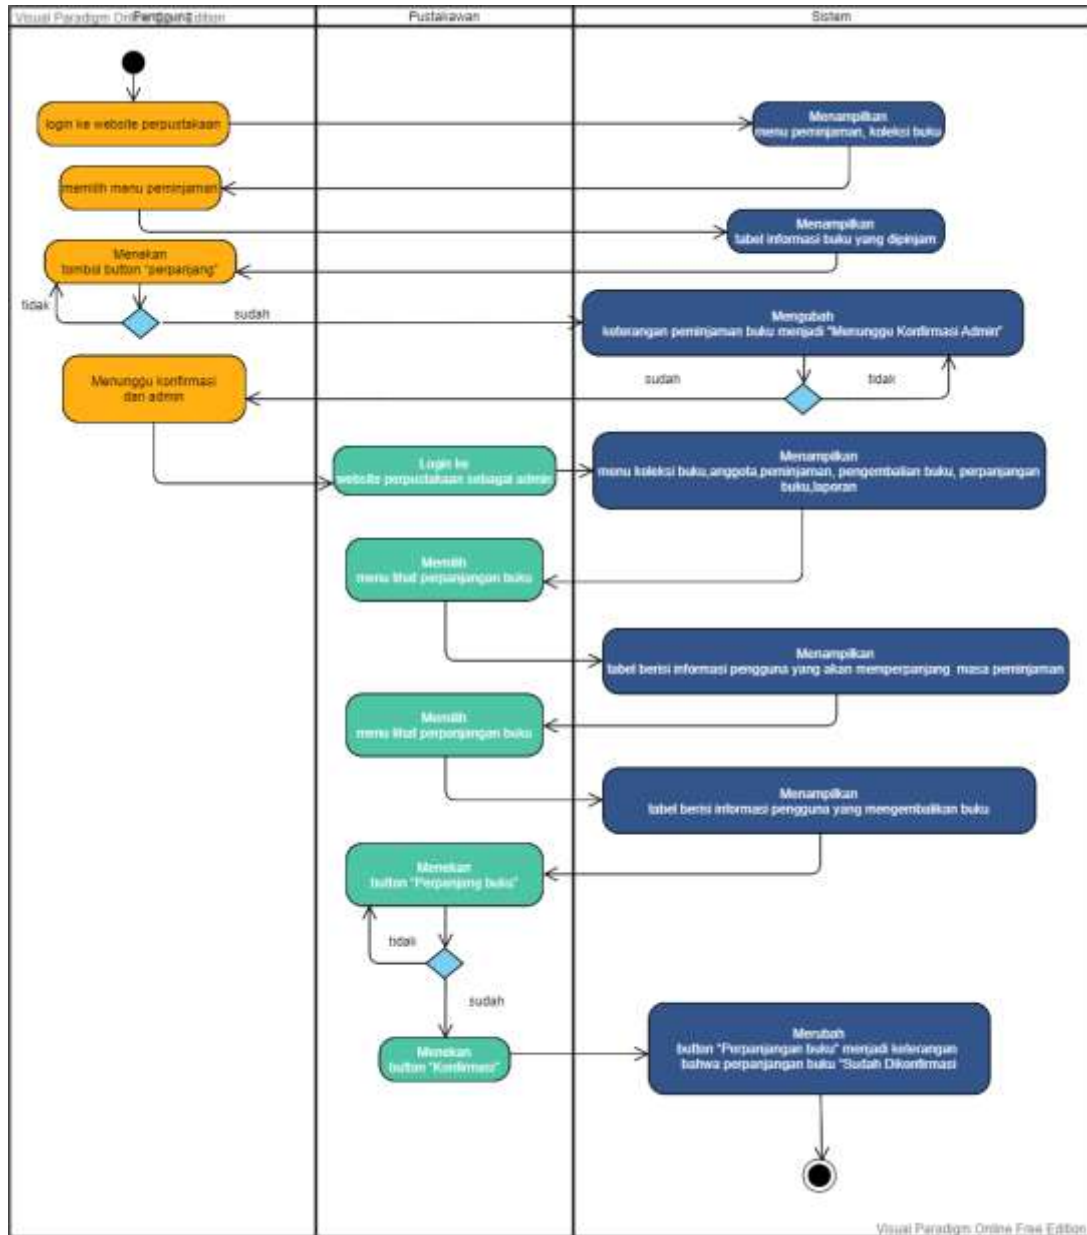 Visual Paradigm Online Free Edition
Pengguna
Pustakawan
Sistem
login ke website perpustakaan
Menampilkan
menu peminjaman, koleksi buku
memilih menu peminjaman
Menampilkan
tabel informasi buku yang dipinjam
Menekan
tombol button "perpanjang"
tidak
sudah
Mengubah
keterangan peminjaman buku menjadi "Menunggu Konfirmasi Admin"
sudah
tidak
Menunggu konfirmasi
dari admin
Login ke
website perpustakaan sebagai admin
Menampilkan
menu koleksi buku,anggota,peminjaman, pengembalian buku, perpanjangan
buku,laporan
Memilih
menu lihat perpanjangan buku
Menampilkan
tabel berisi informasi pengguna yang akan memperpanjang masa peminjaman
Memilih
menu lihat perpanjangan buku
Menampilkan
tabel berisi informasi pengguna yang mengembalikan buku
Menekan
button "Perpanjang buku"
tidak
sudah
Menekan
button "Konfirmasi"
Merubah
button "Perpanjangan buku" menjadi keterangan
bahwa perpanjangan buku "Sudah Dikonfirmasi
Visual Paradigm Online Free Edition